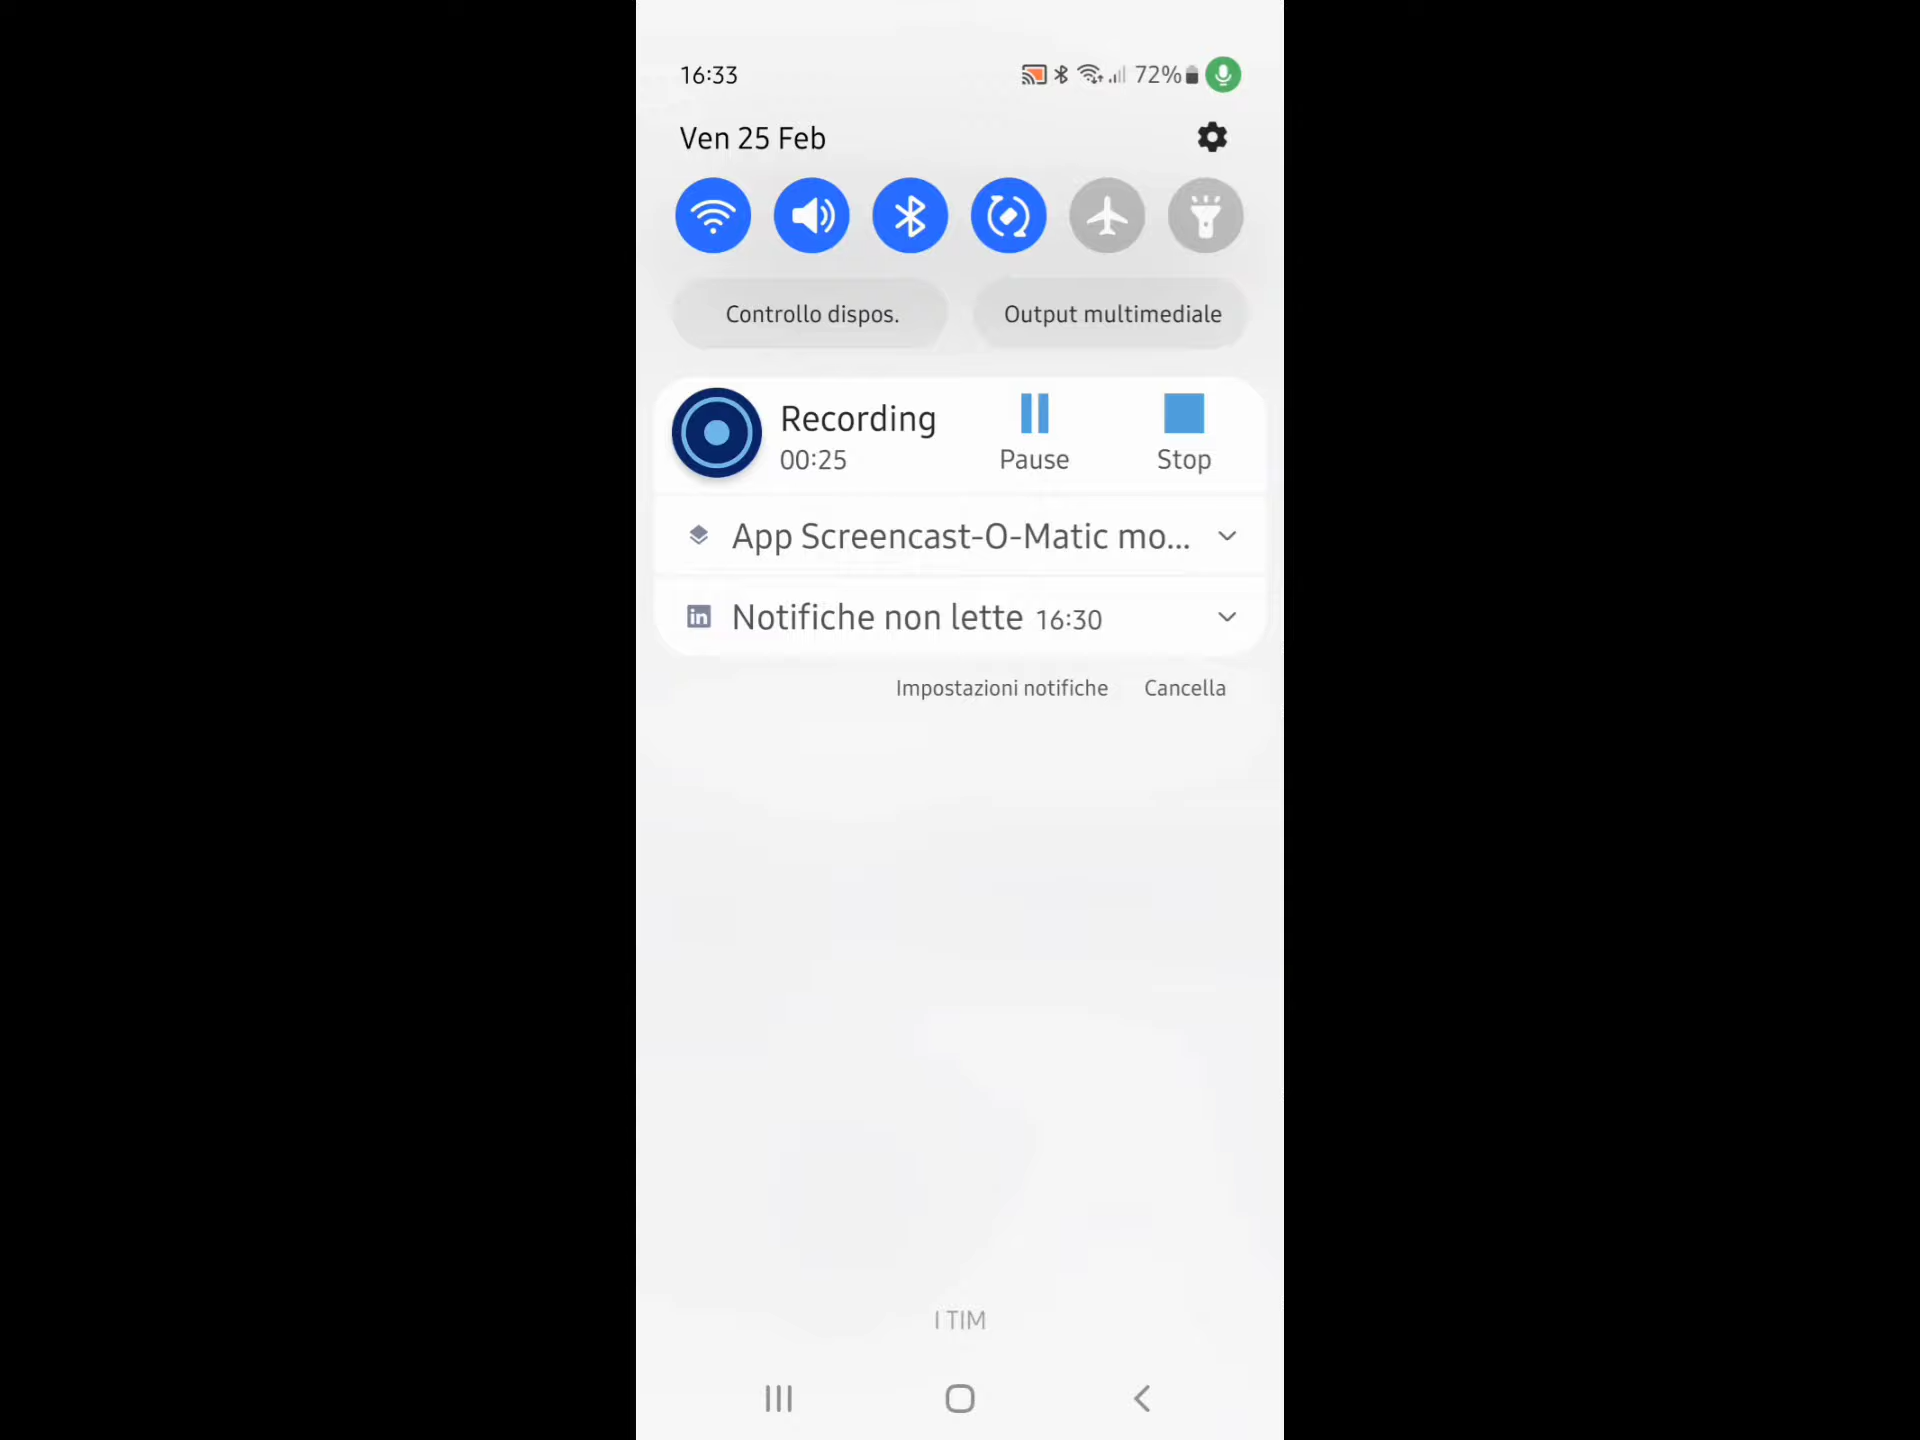 16:33
72%
Ven 25 Feb
Controllo dispos.
Output multimediale
Recording
00:25
Pause
Stop
App Screencast-O-Matic mo...
in Notifiche non lette 16:30
Impostazioni notifiche
Cancella
I TIM